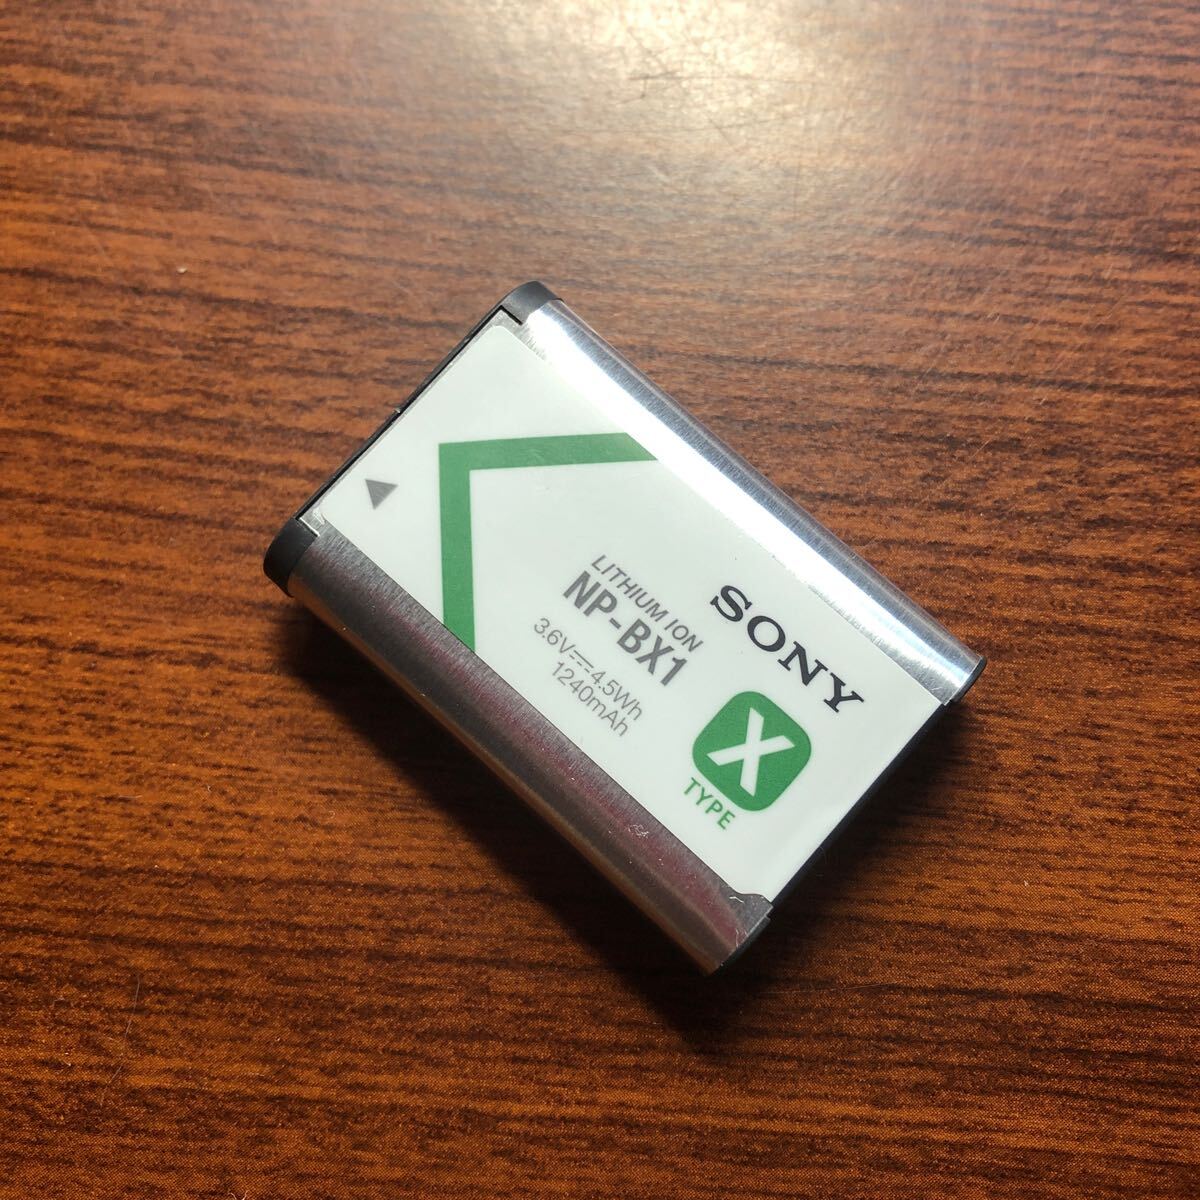 LITHIUM ION
NP-BX1
3.6V⎓4.5Wh
1240mAh
SONY
X
TYPE